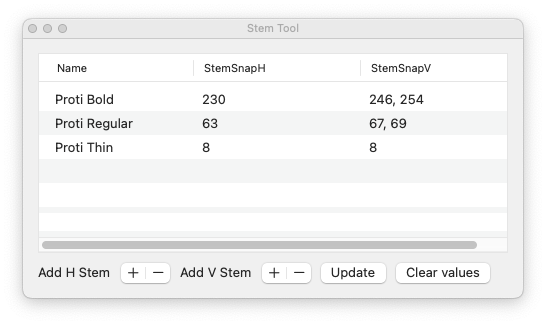 Stem Tool
Name StemSnapH StemSnapV
Proti Bold 230 246, 254
Proti Regular 63 67, 69
Proti Thin 8 8
Add H Stem + − Add V Stem + − Update Clear values